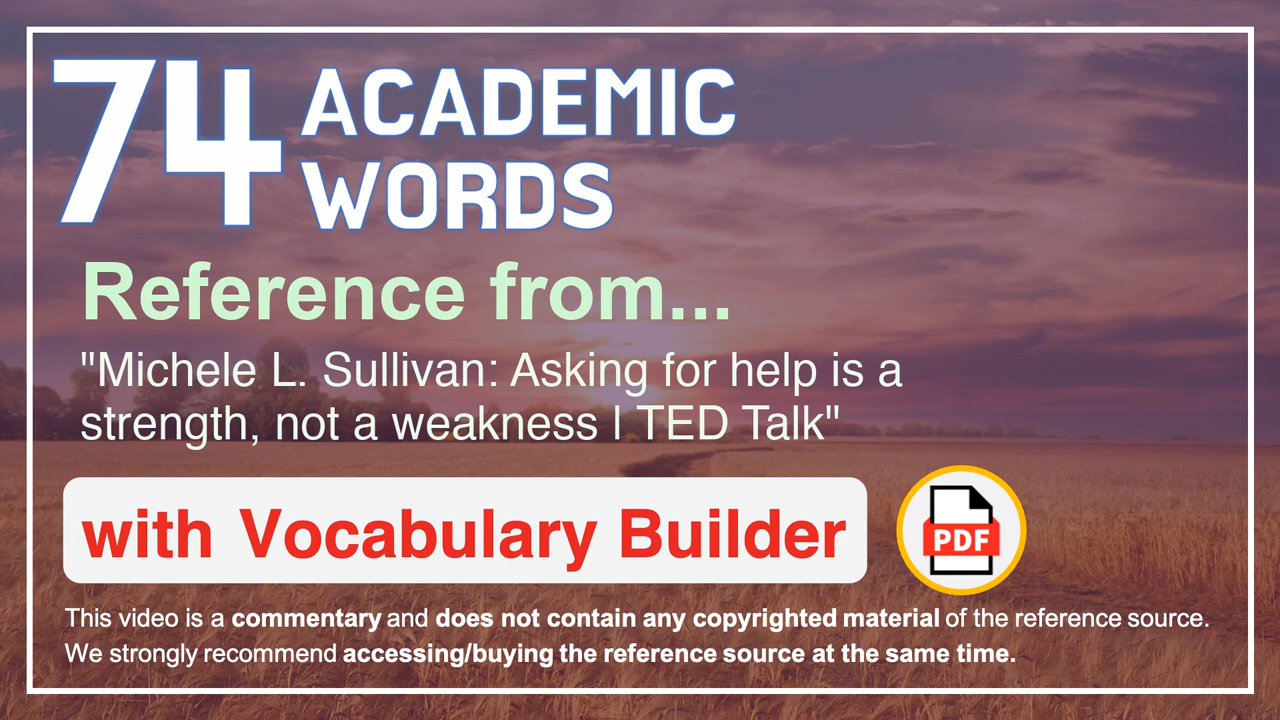 74 ACADEMIC
WORDS
Reference from...
"Michele L. Sullivan: Asking for help is a
strength, not a weakness | TED Talk"
with Vocabulary Builder
PDF
This video is a commentary and does not contain any copyrighted material of the reference source.
We strongly recommend accessing/buying the reference source at the same time.